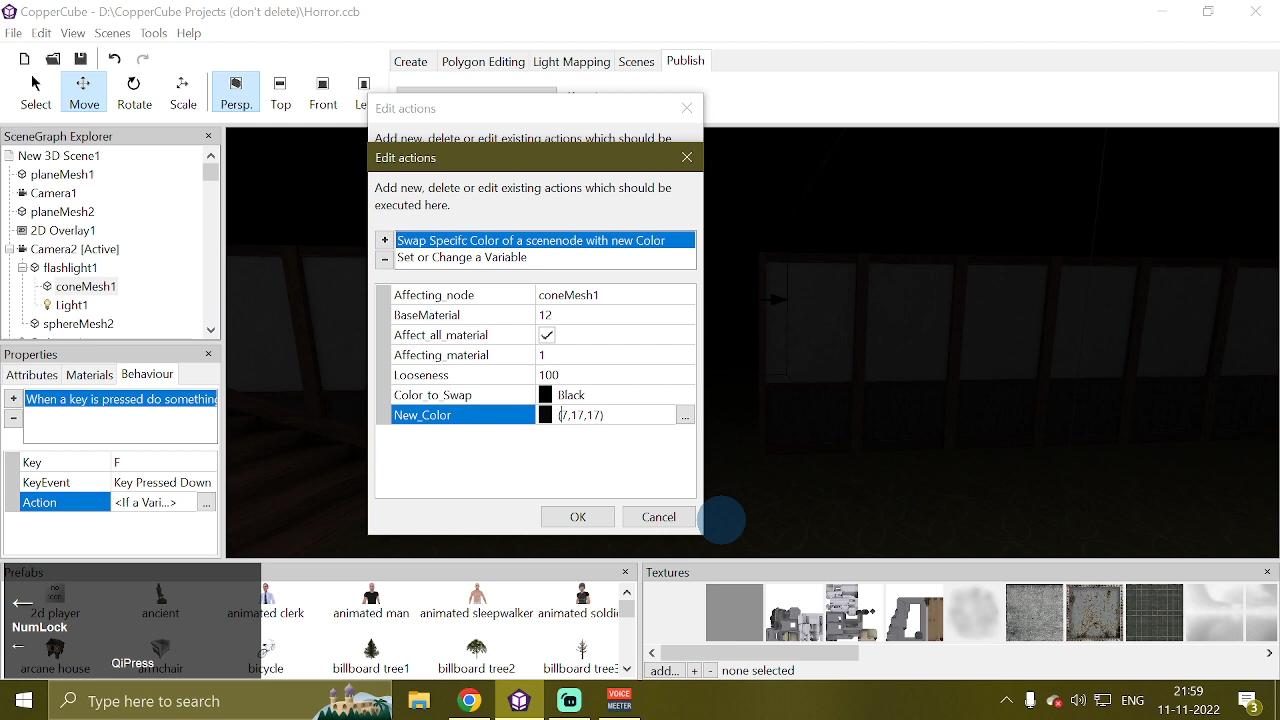 CopperCube - D:\CopperCube Projects (don't delete)\Horror.ccb
File Edit View Scenes Tools Help
Create Polygon Editing Light Mapping Scenes Publish
Select Move Rotate Scale Persp. Top Front
Edit actions
Add new, delete or edit existing actions which should be
SceneGraph Explorer
New 3D Scene1
planeMesh1
Camera1
planeMesh2
2D Overlay1
Camera2 [Active]
flashlight1
coneMesh1
Light1
sphereMesh2
Edit actions
Add new, delete or edit existing actions which should be
executed here.
+ Swap Specifc Color of a scenenode with new Color
- Set or Change a Variable
Affecting_node coneMesh1
BaseMaterial 12
Affect_all_material
Affecting_material 1
Looseness 100
Color_to_Swap Black
New_Color (7,17,17) ...
OK Cancel
Properties
Attributes Materials Behaviour
+ When a key is pressed do somethin
-
Key F
KeyEvent Key Pressed Down
Action <If a Vari...> ...
Prefabs
2d player ancient animated clerk animated man animated sleepwalker animated soldi
arcane house armchair bicycle billboard tree1 billboard tree2 billboard tree3
NumLock
QiPress
Textures
add... + - none selected
Type here to search
VOICE
MEETER
ENG
21:59
11-11-2022
3